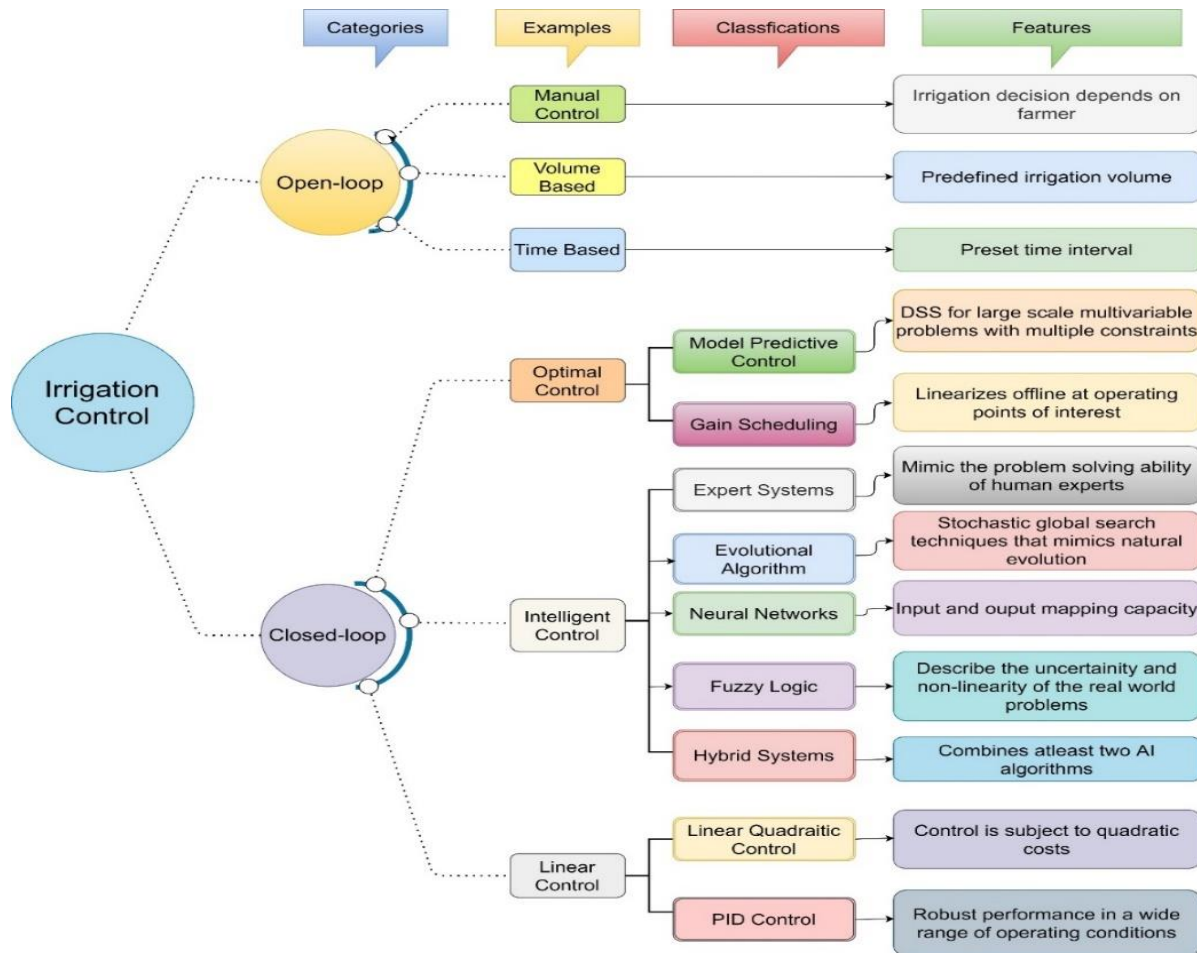 Categories
Examples
Classfications
Features
Irrigation
Control
Open-loop
Manual
Control
Irrigation decision depends on
farmer
Volume
Based
Predefined irrigation volume
Time Based
Preset time interval
Closed-loop
Optimal
Control
Model Predictive
Control
DSS for large scale multivariable
problems with multiple constraints
Gain Scheduling
Linearizes offline at operating
points of interest
Intelligent
Control
Expert Systems
Mimic the problem solving ability
of human experts
Evolutional
Algorithm
Stochastic global search
techniques that mimics natural
evolution
Neural Networks
Input and ouput mapping capacity
Fuzzy Logic
Describe the uncertainity and
non-linearity of the real world
problems
Hybrid Systems
Combines atleast two AI
algorithms
Linear
Control
Linear Quadraitic
Control
Control is subject to quadratic
costs
PID Control
Robust performance in a wide
range of operating conditions